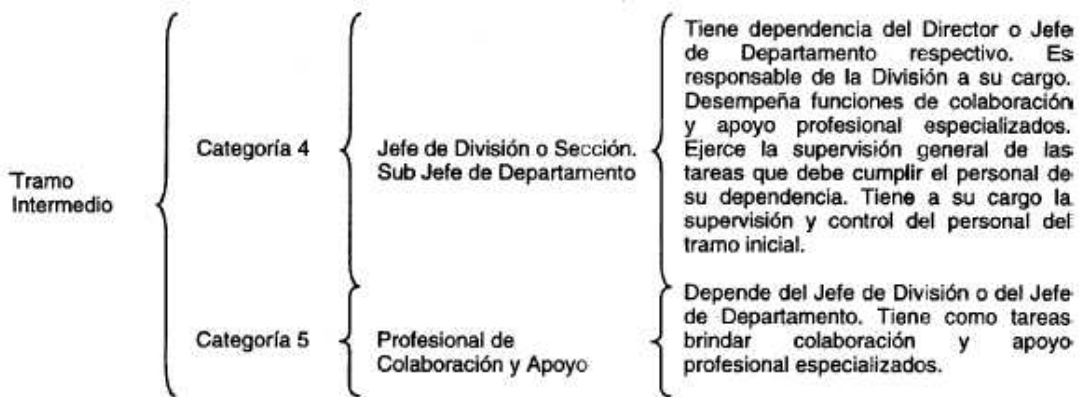 Tramo
Intermedio
Categoría 4
Jefe de División o Sección.
Sub Jefe de Departamento
Tiene dependencia del Director o Jefe
de Departamento respectivo. Es
responsable de la División a su cargo.
Desempeña funciones de colaboración
y apoyo profesional especializados.
Ejerce la supervisión general de las
tareas que debe cumplir el personal de
su dependencia. Tiene a su cargo la
supervisión y control del personal del
tramo inicial.
Categoría 5
Profesional de
Colaboración y Apoyo
Depende del Jefe de División o del Jefe
de Departamento. Tiene como tareas
brindar colaboración y apoyo
profesional especializados.